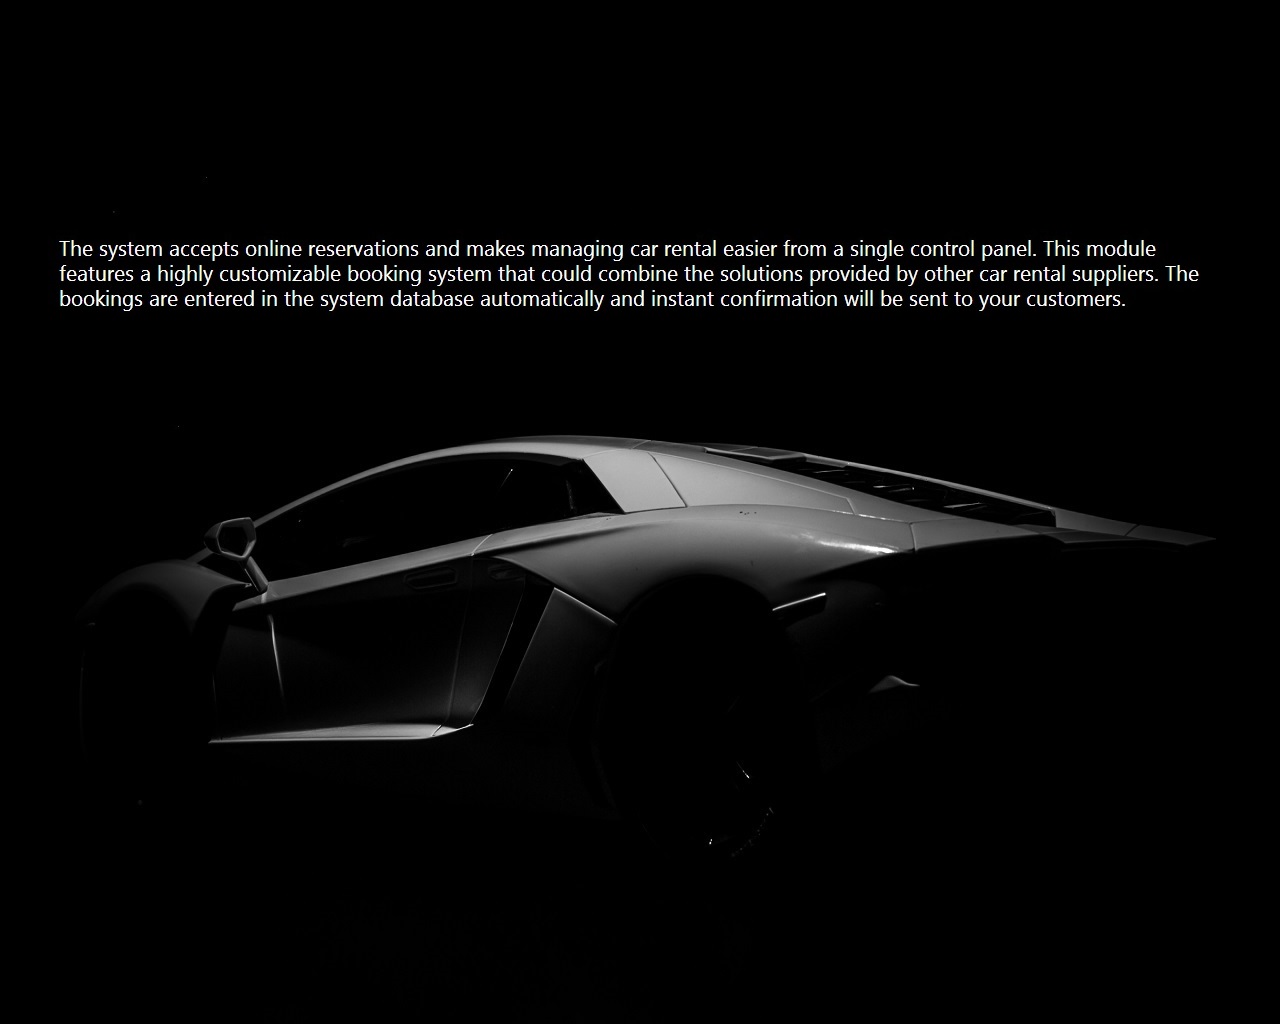 The system accepts online reservations and makes managing car rental easier from a single control panel. This module
features a highly customizable booking system that could combine the solutions provided by other car rental suppliers. The
bookings are entered in the system database automatically and instant confirmation will be sent to your customers.